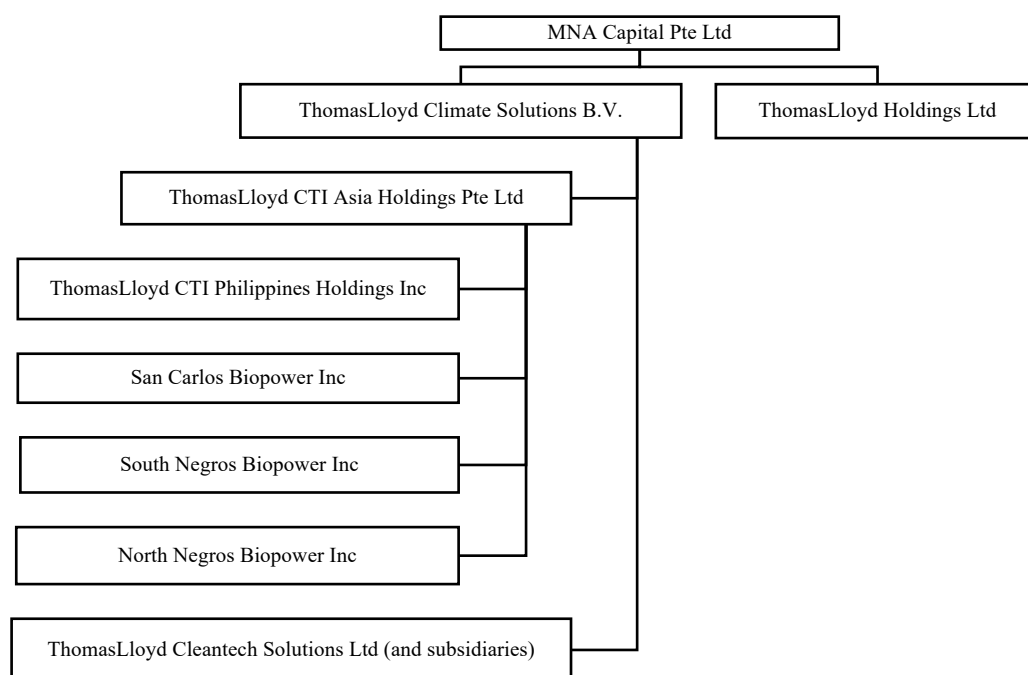 MNA Capital Pte Ltd
ThomasLloyd Climate Solutions B.V.
ThomasLloyd Holdings Ltd
ThomasLloyd CTI Asia Holdings Pte Ltd
ThomasLloyd CTI Philippines Holdings Inc
San Carlos Biopower Inc
South Negros Biopower Inc
North Negros Biopower Inc
ThomasLloyd Cleantech Solutions Ltd (and subsidiaries)